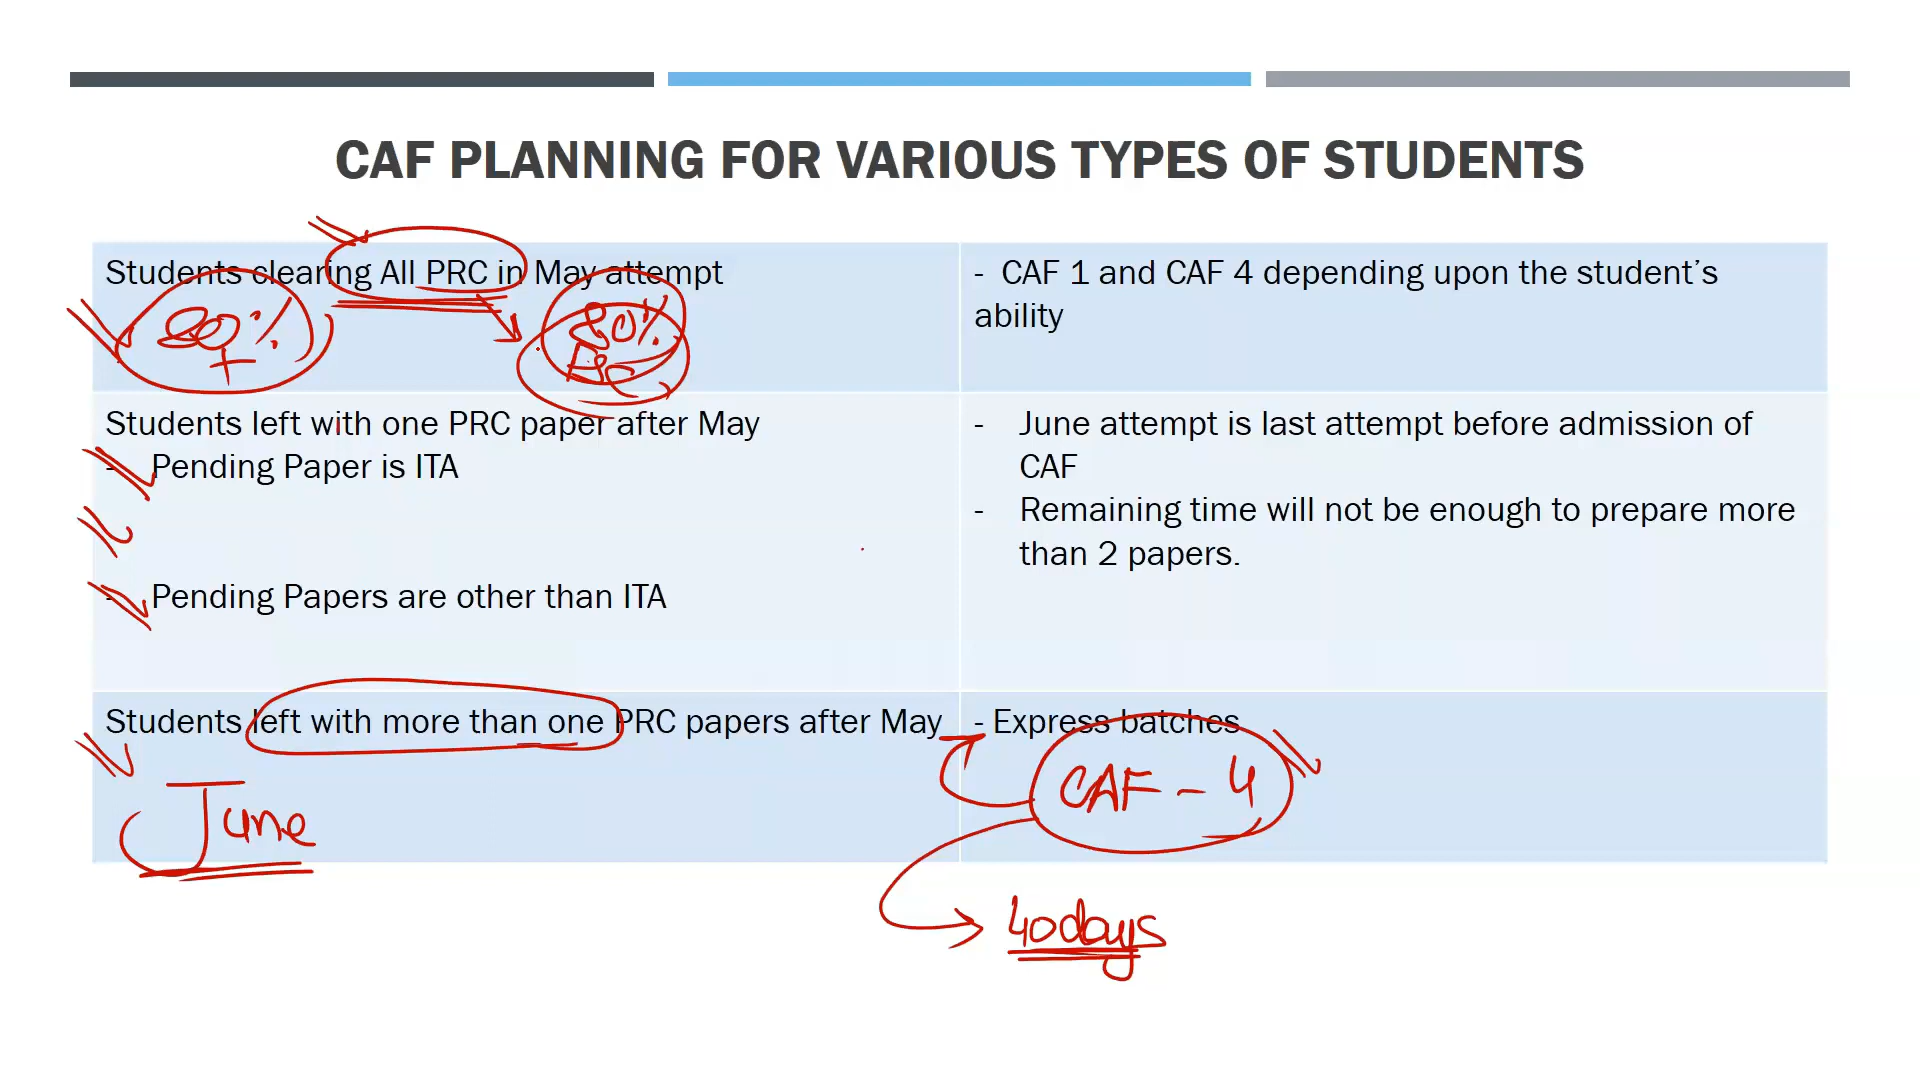 CAF PLANNING FOR VARIOUS TYPES OF STUDENTS
Students clearing All PRC in May attempt
80%
- CAF 1 and CAF 4 depending upon the student’s
ability
Students left with one PRC paper after May
- Pending Paper is ITA
- Pending Papers are other than ITA
- June attempt is last attempt before admission of
CAF
- Remaining time will not be enough to prepare more
than 2 papers.
Students left with more than one PRC papers after May
June
- Express batches
CAF - 4
40days